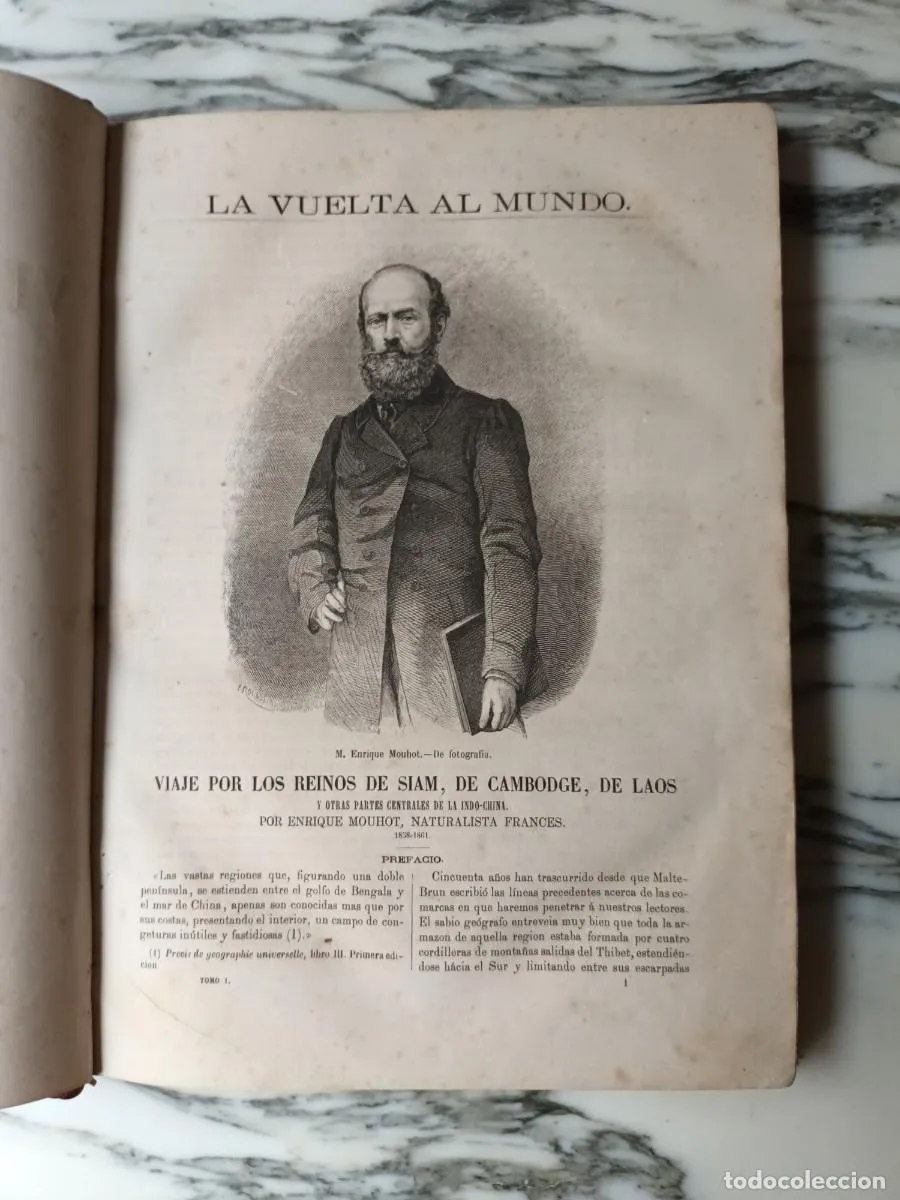 LA VUELTA AL MUNDO.
M. Enrique Mouhot.—De fotografía.
VIAJE POR LOS REINOS DE SIAM, DE CAMBODGE, DE LAOS
Y OTRAS PARTES CENTRALES DE LA INDO-CHINA.
POR ENRIQUE MOUHOT, NATURALISTA FRANCES.
1858-1861.
PREFACIO.
«Las vastas regiones que, figurando una doble
península, se estienden entre el golfo de Bengala y
el mar de China, apenas son conocidas mas que por
sus costas, presentando el interior, un campo de con-
geturas inútiles y fastidiosas (1).»
(1) Precis de geographie universelle, libro III. Primera edi-
cion
TOMO I.
Cincuenta años han trascurrido desde que Malte-
Brun escribió las líneas precedentes acerca de las co-
marcas en que haremos penetrar á nuestros lectores.
El sabio geógrafo entreveia muy bien que toda la ar-
mazon de aquella region estaba formada por cuatro
cordilleras de montañas salidas del Thibet, estendién-
dose hácia el Sur y limitando entre sus escarpadas
1
todocoleccion